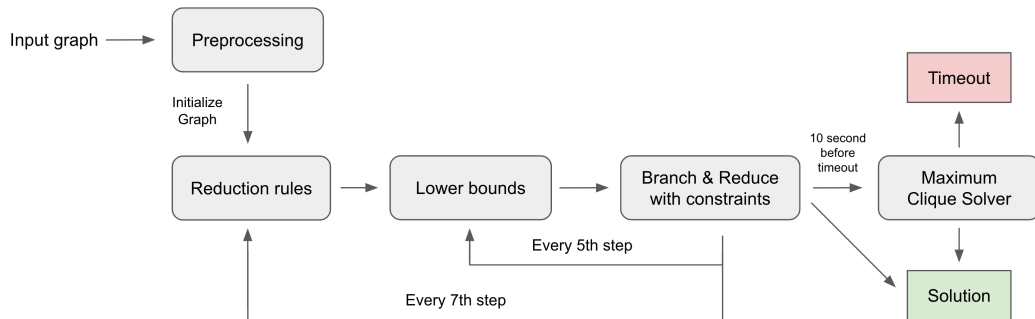 Input graph
Preprocessing
Timeout
Initialize
Graph
10 second
before
timeout
Reduction rules
Lower bounds
Branch & Reduce
with constraints
Maximum
Clique Solver
Every 5th step
Every 7th step
Solution